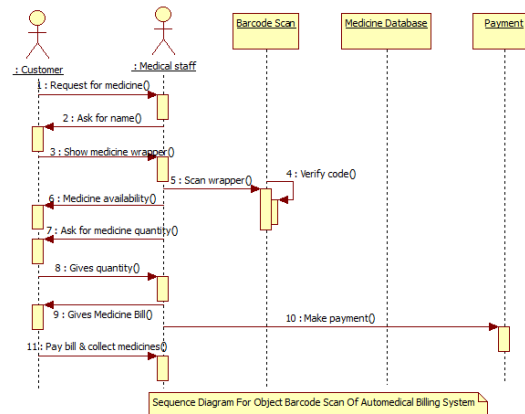 Barcode Scan
Medicine Database
Payment
: Customer
: Medical staff
1 : Request for medicine()
2 : Ask for name()
3 : Show medicine wrapper()
4 : Verify code()
5 : Scan wrapper()
6 : Medicine availability()
7 : Ask for medicine quantity()
8 : Gives quantity()
9 : Gives Medicine Bill()
10 : Make payment()
11 : Pay bill & collect medicines()
Sequence Diagram For Object Barcode Scan Of Automedical Billing System